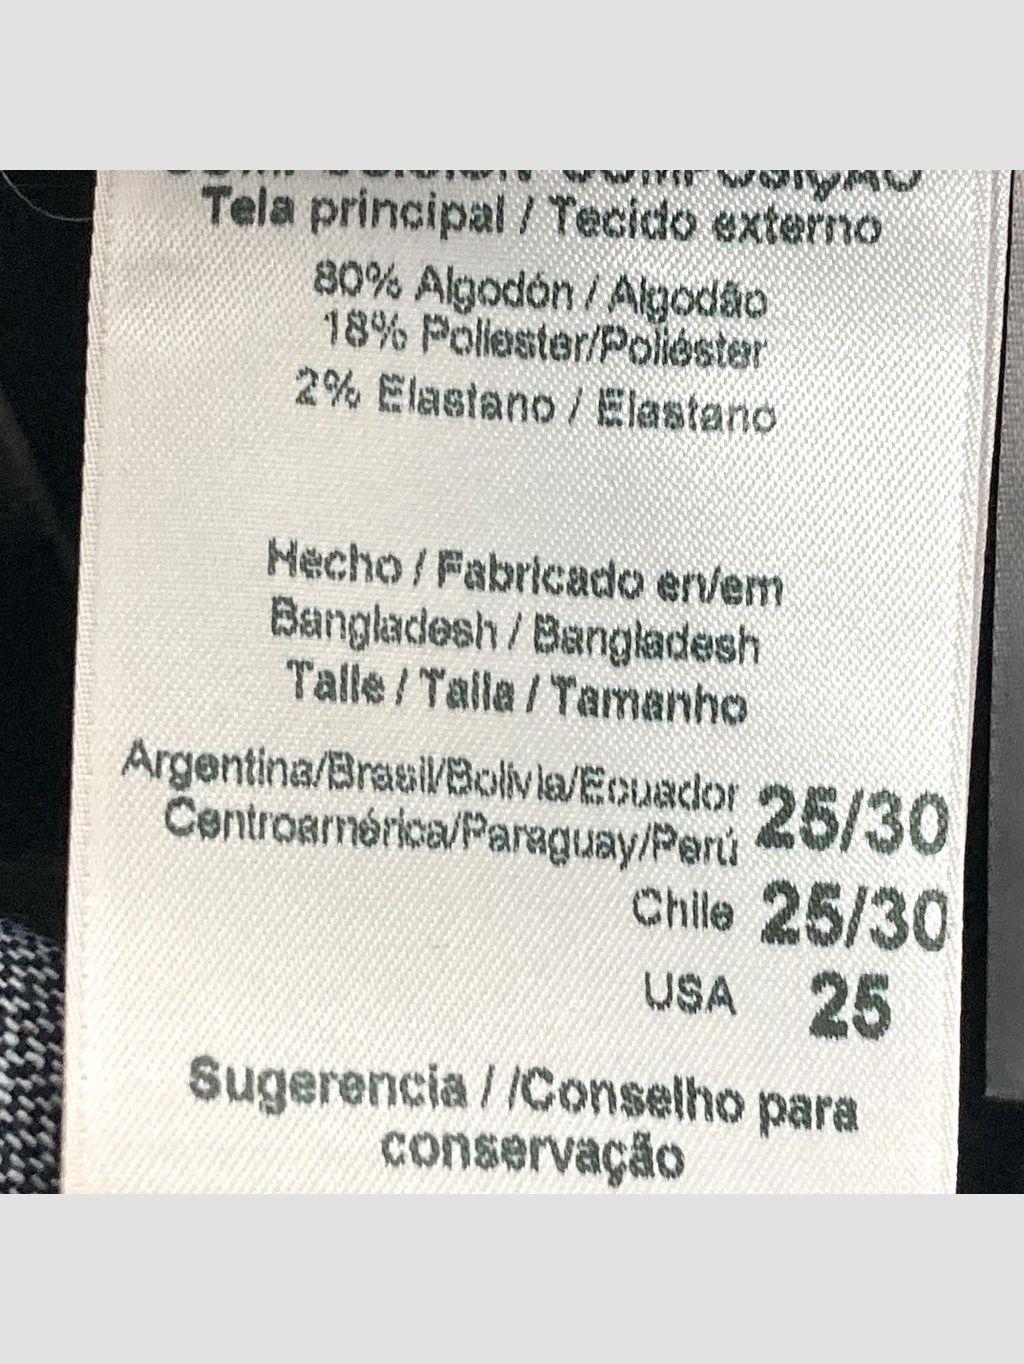 COMPOSICIÓN COMPOSIÇÃO
Tela principal / Tecido externo
80% Algodón / Algodão
18% Poliester/Poliéster
2% Elastano / Elastano
Hecho / Fabricado en/em
Bangladesh / Bangladesh
Talle / Talla / Tamanho
Argentina/Brasil/Bolivia/Ecuador
Centroamérica/Paraguay/Perú 25/30
Chile 25/30
USA 25
Sugerencia / /Conselho para
conservação